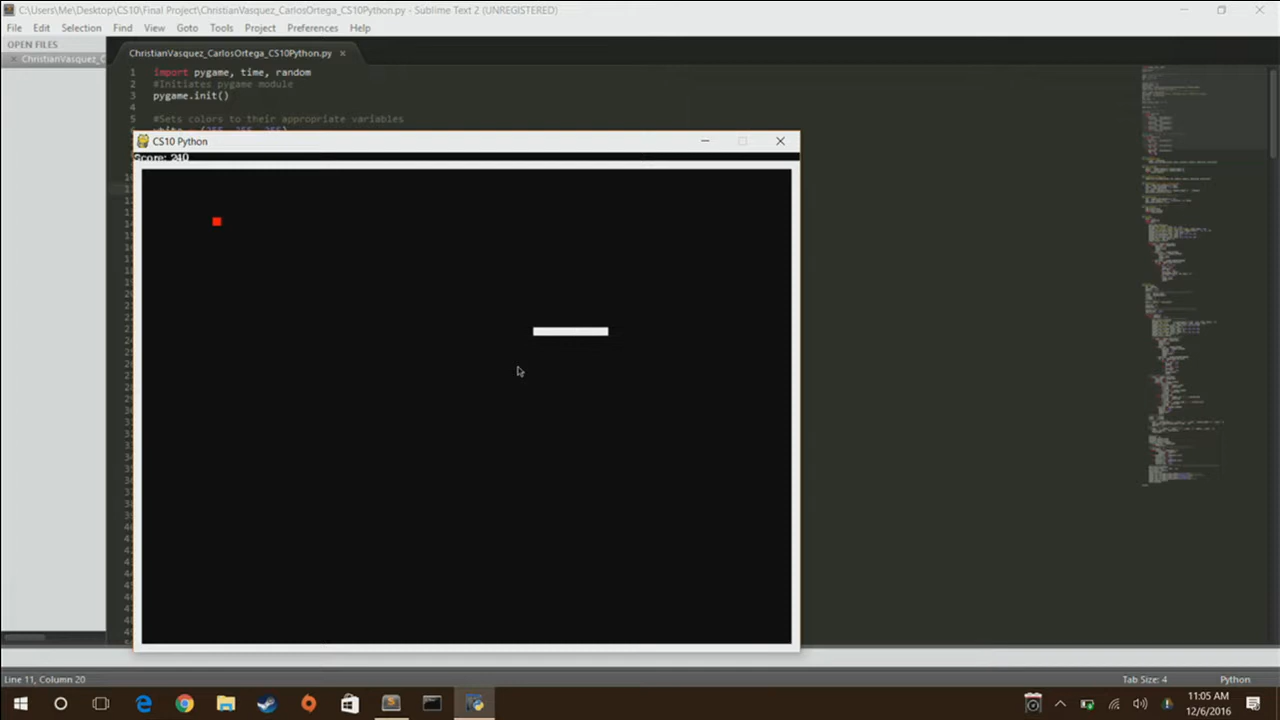 C:\Users\Me\Desktop\CS10\Final Project\ChristianVasquez_CarlosOrtega_CS10Python.py - Sublime Text 2 (UNREGISTERED)
File Edit Selection Find View Goto Tools Project Preferences Help
OPEN FILES
ChristianVasquez_C
ChristianVasquez_CarlosOrtega_CS10Python.py
1 import pygame, time, random
2 #Initiates pygame module
3 pygame.init()
4
5 #Sets colors to their appropriate variables
CS10 Python
Score: 240
Line 11, Column 20
Tab Size: 4
Python
11:05 AM
12/6/2016